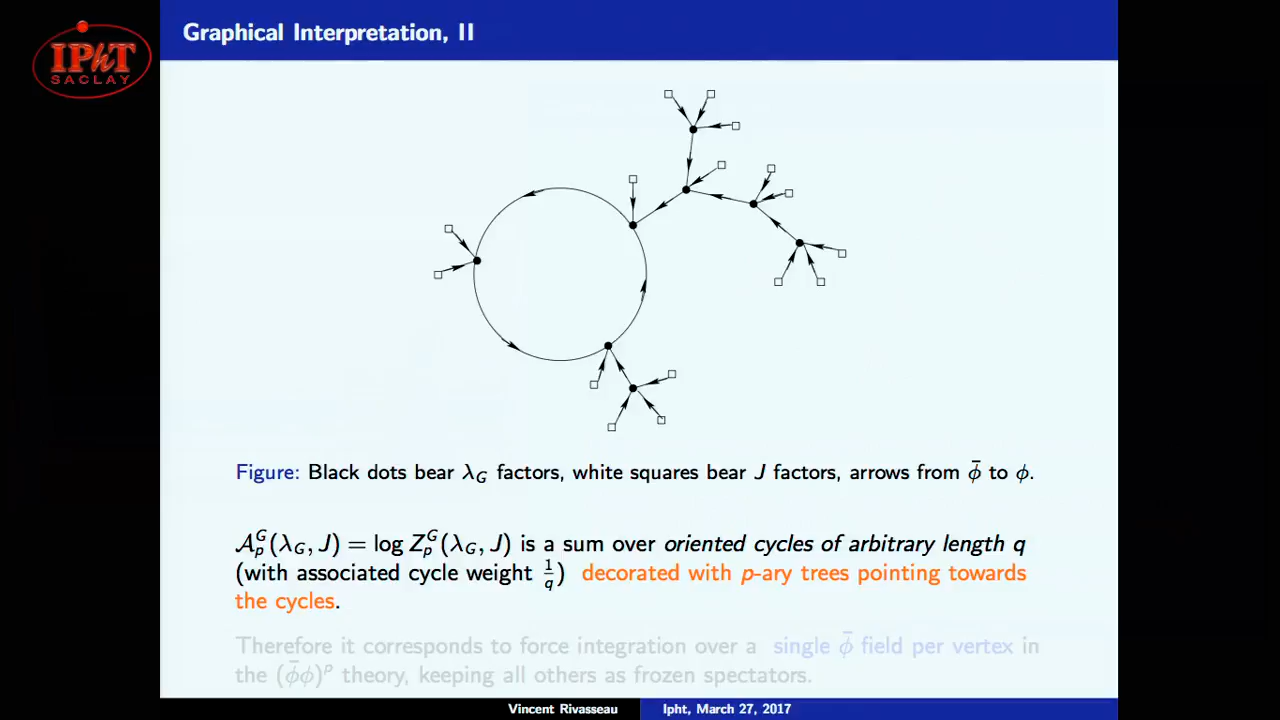 IPhT
SACLAY
Graphical Interpretation, II
Figure: Black dots bear λ_G factors, white squares bear J factors, arrows from ϕ̄ to ϕ.
𝒜_p^G(λ_G, J) = log Z_p^G(λ_G, J) is a sum over oriented cycles of arbitrary length q
(with associated cycle weight 1/q) decorated with p-ary trees pointing towards
the cycles.
Therefore it corresponds to force integration over a single ϕ̄ field per vertex in
the (ϕ̄ϕ)^p theory, keeping all others as frozen spectators.
Vincent Rivasseau Ipht, March 27, 2017